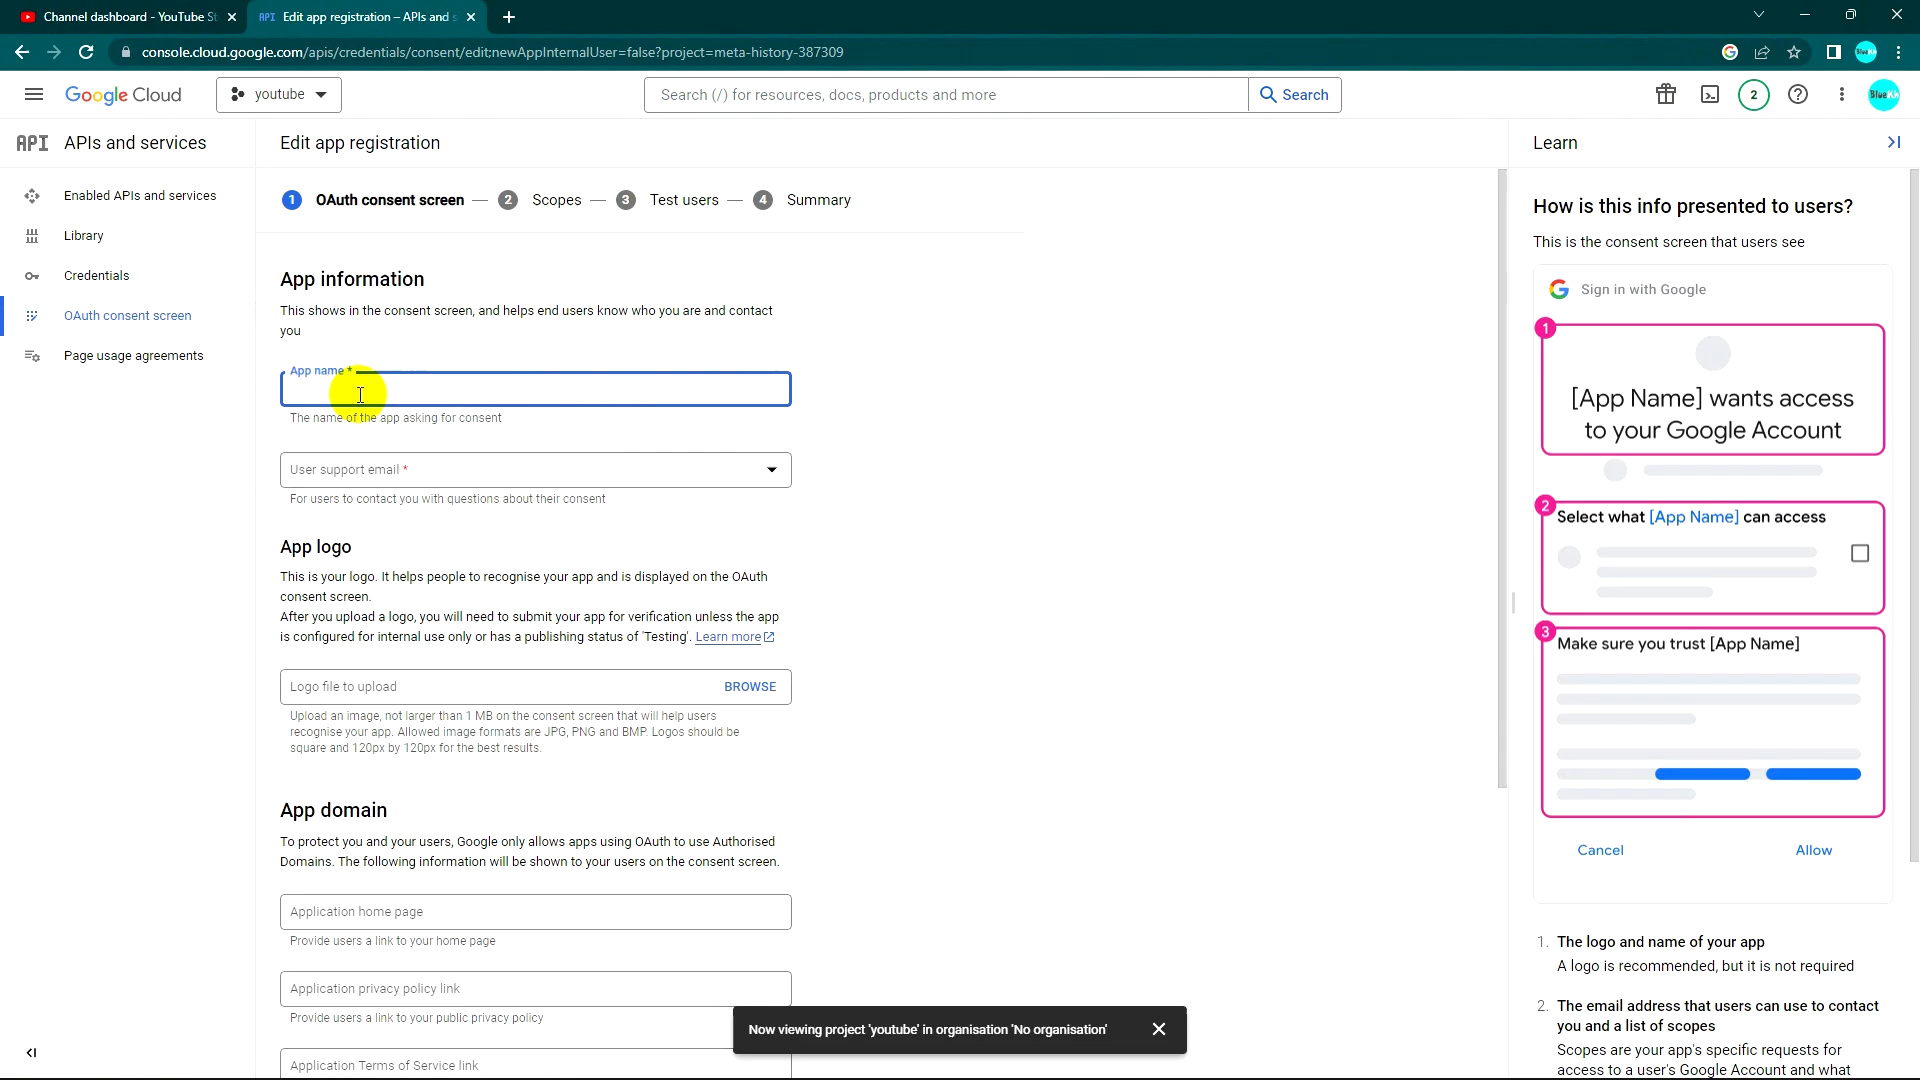 Channel dashboard - YouTube St
API Edit app registration – APIs and s
console.cloud.google.com/apis/credentials/consent/edit;newAppInternalUser=false?project=meta-history-387309
Google Cloud
youtube
Search (/) for resources, docs, products and more
Search
2
API APIs and services
Enabled APIs and services
Library
Credentials
OAuth consent screen
Page usage agreements
Edit app registration
1 OAuth consent screen — 2 Scopes — 3 Test users — 4 Summary
App information
This shows in the consent screen, and helps end users know who you are and contact
you
App name *
The name of the app asking for consent
User support email *
For users to contact you with questions about their consent
App logo
This is your logo. It helps people to recognise your app and is displayed on the OAuth
consent screen.
After you upload a logo, you will need to submit your app for verification unless the app
is configured for internal use only or has a publishing status of 'Testing'. Learn more
Logo file to upload
BROWSE
Upload an image, not larger than 1 MB on the consent screen that will help users
recognise your app. Allowed image formats are JPG, PNG and BMP. Logos should be
square and 120px by 120px for the best results.
App domain
To protect you and your users, Google only allows apps using OAuth to use Authorised
Domains. The following information will be shown to your users on the consent screen.
Application home page
Provide users a link to your home page
Application privacy policy link
Provide users a link to your public privacy policy
Application Terms of Service link
Now viewing project 'youtube' in organisation 'No organisation'
Learn
How is this info presented to users?
This is the consent screen that users see
Sign in with Google
1
[App Name] wants access
to your Google Account
2
Select what [App Name] can access
3
Make sure you trust [App Name]
Cancel
Allow
1. The logo and name of your app
A logo is recommended, but it is not required
2. The email address that users can use to contact
you and a list of scopes
Scopes are your app's specific requests for
access to a user's Google Account and what